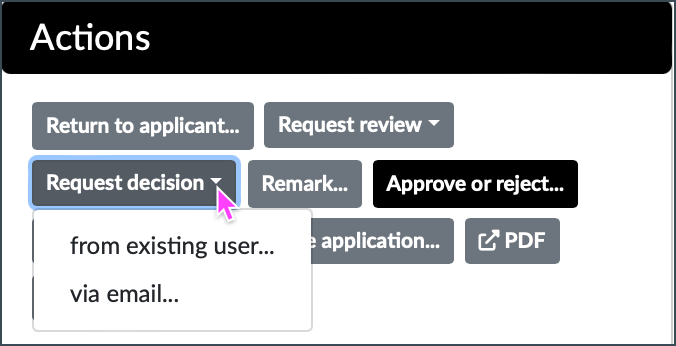 Actions
Return to applicant... Request review
Request decision Remark... Approve or reject...
from existing user... application... PDF
via email...